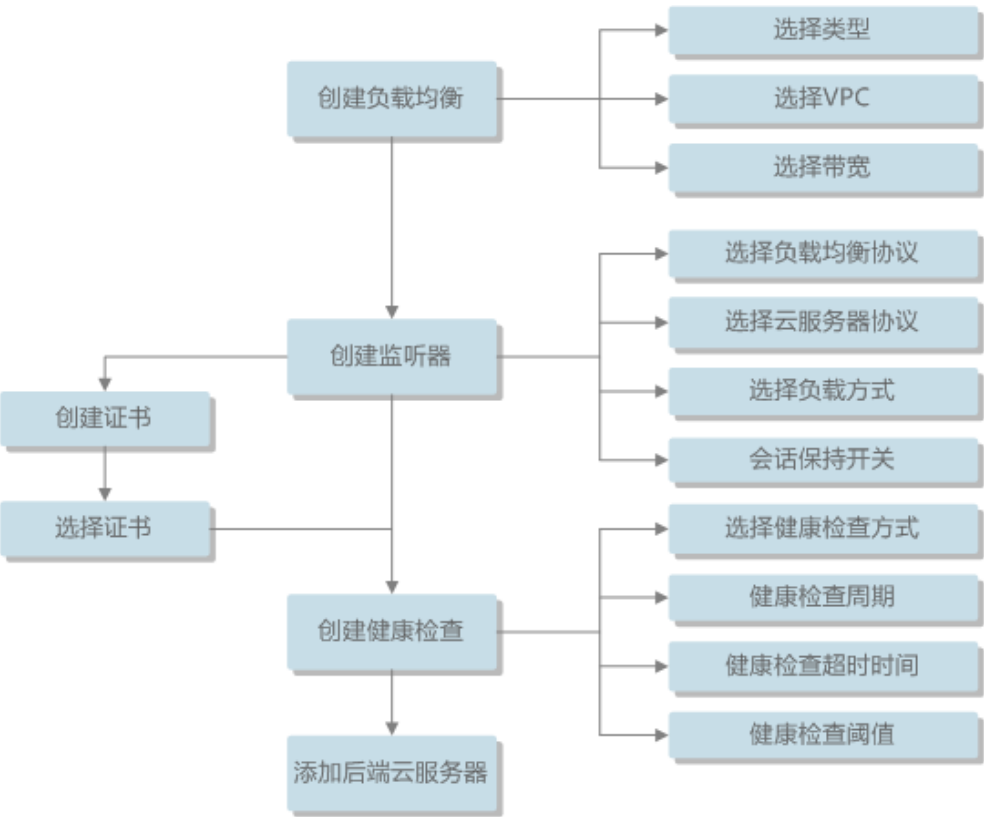 创建负载均衡
选择类型
选择VPC
选择带宽
创建监听器
选择负载均衡协议
选择云服务器协议
选择负载方式
会话保持开关
创建证书
选择证书
创建健康检查
选择健康检查方式
健康检查周期
健康检查超时时间
健康检查阈值
添加后端云服务器